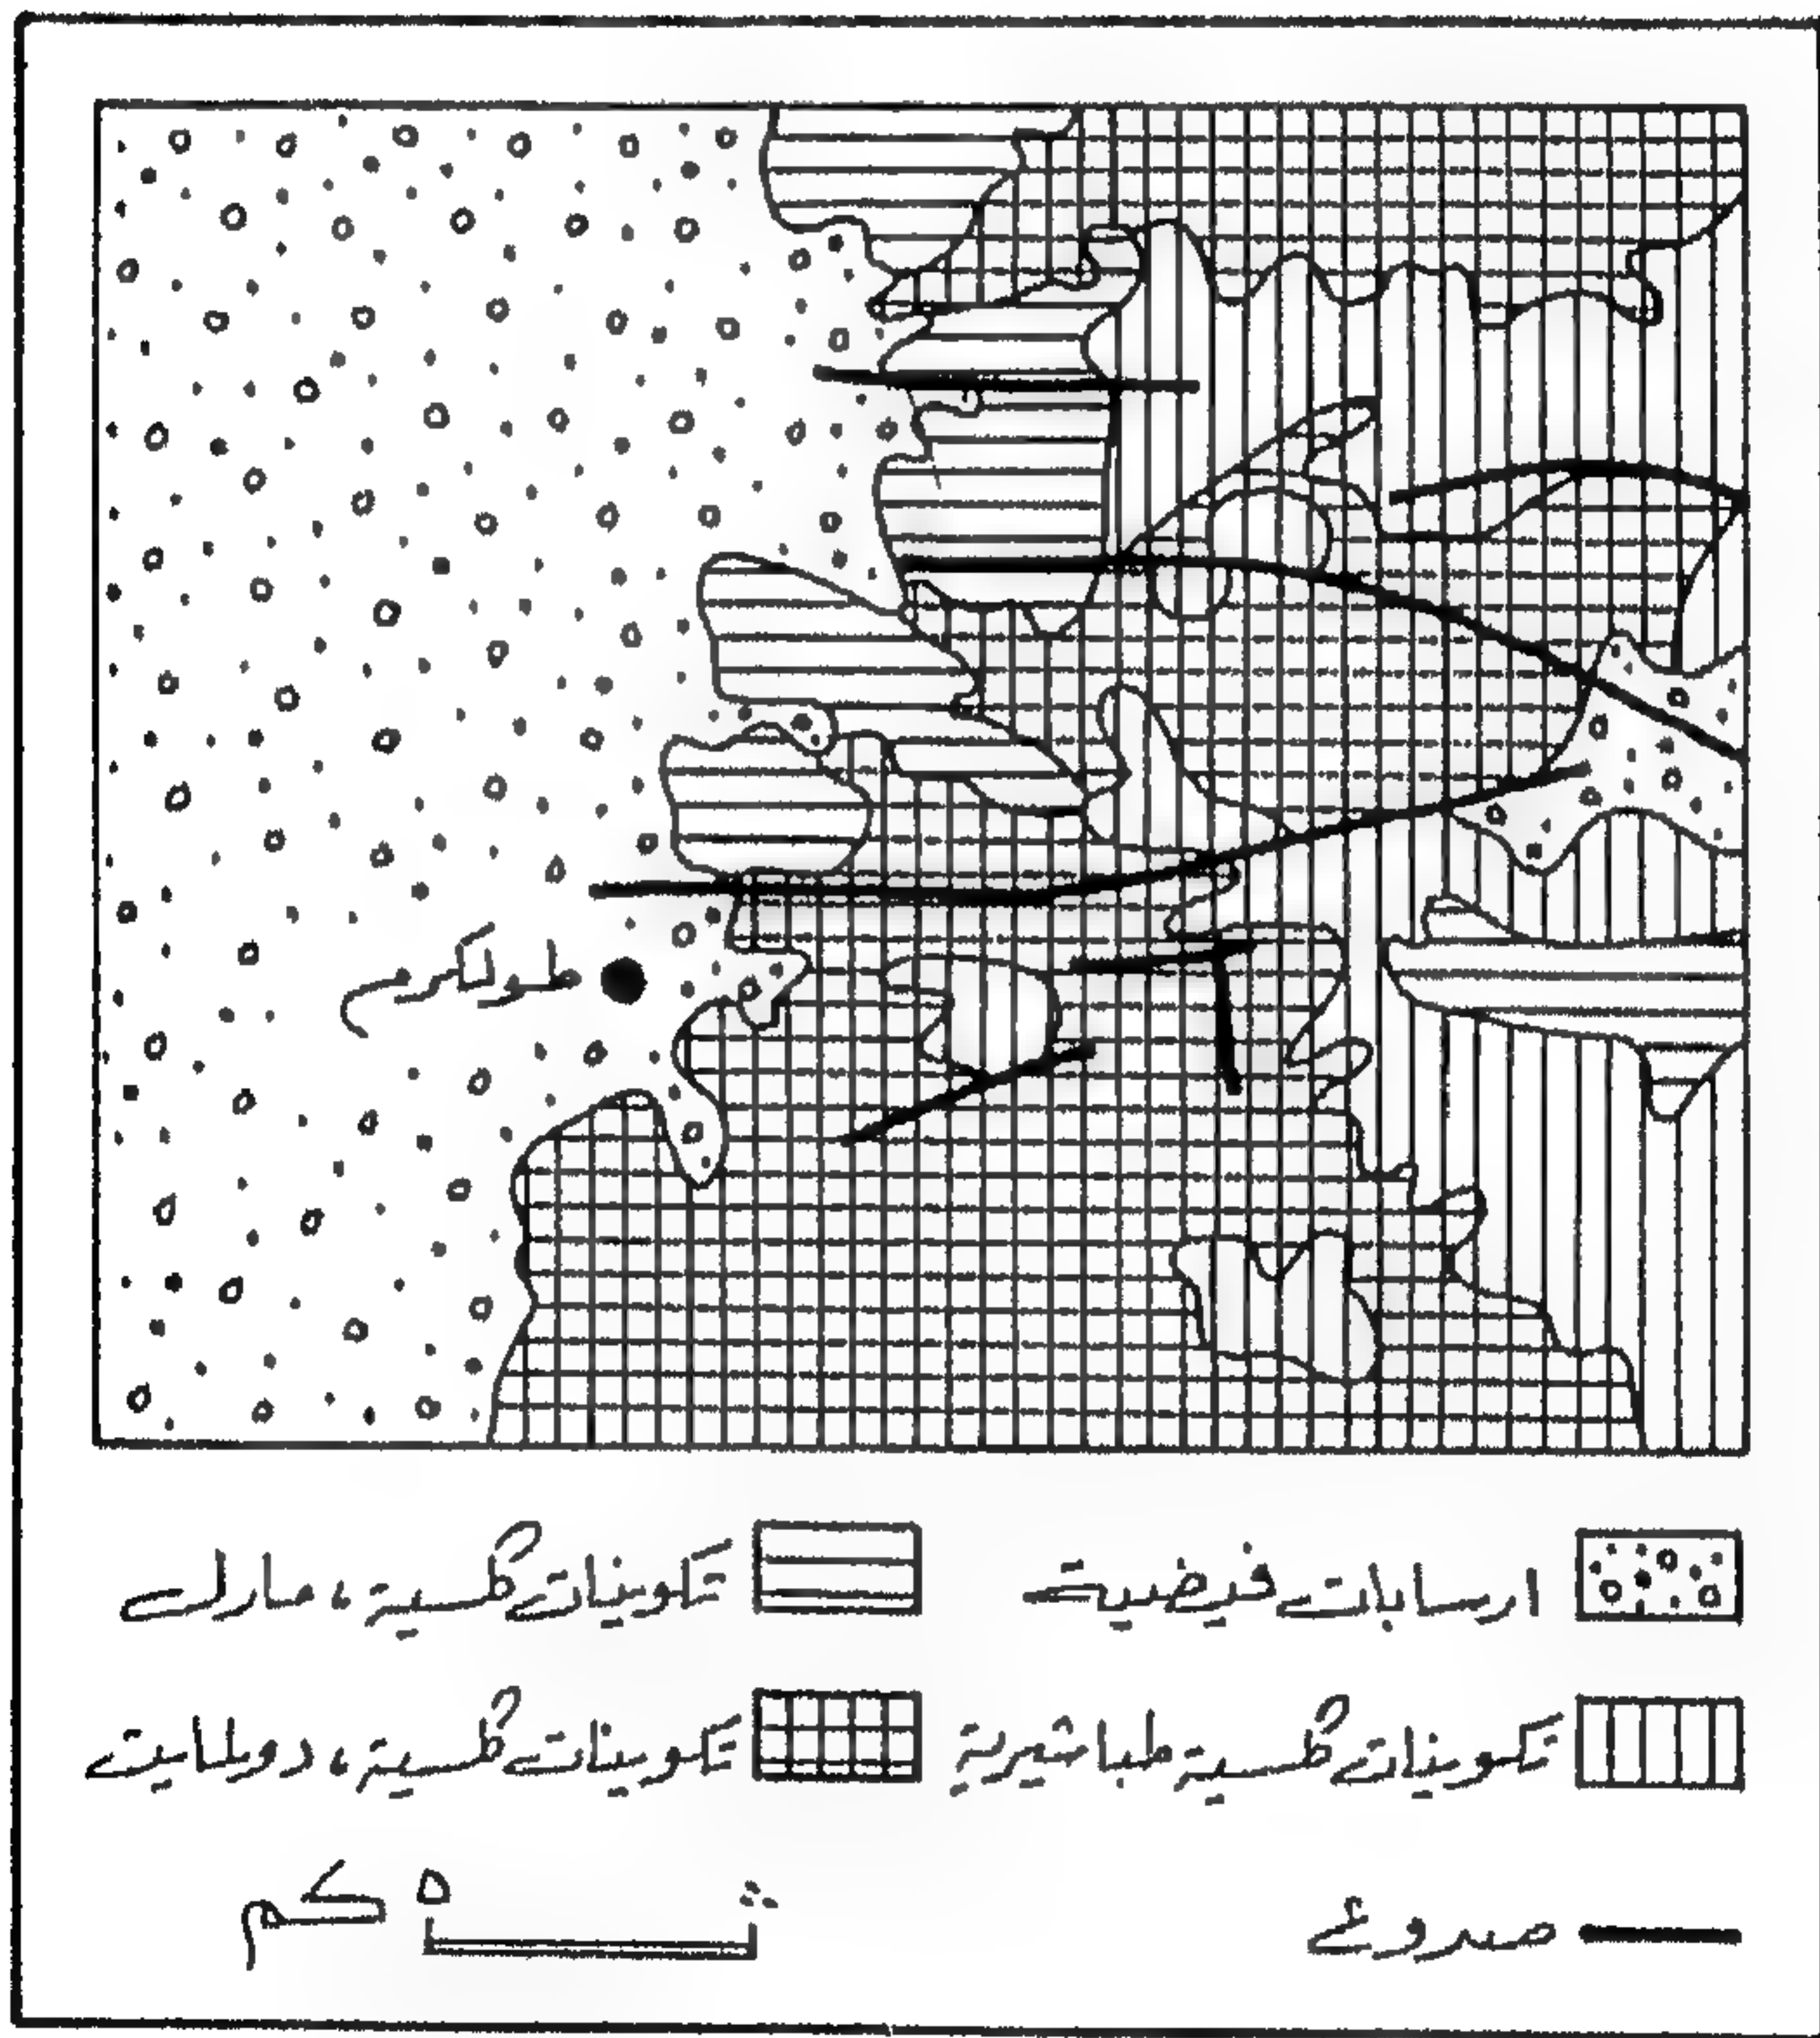 طولكرم
ارسابات فيضية
تكوينات كلسية، مارل
تكوينات كلسية طباشيرية
تكوينات كلسية، دولمايت
صدوع
٥ كم